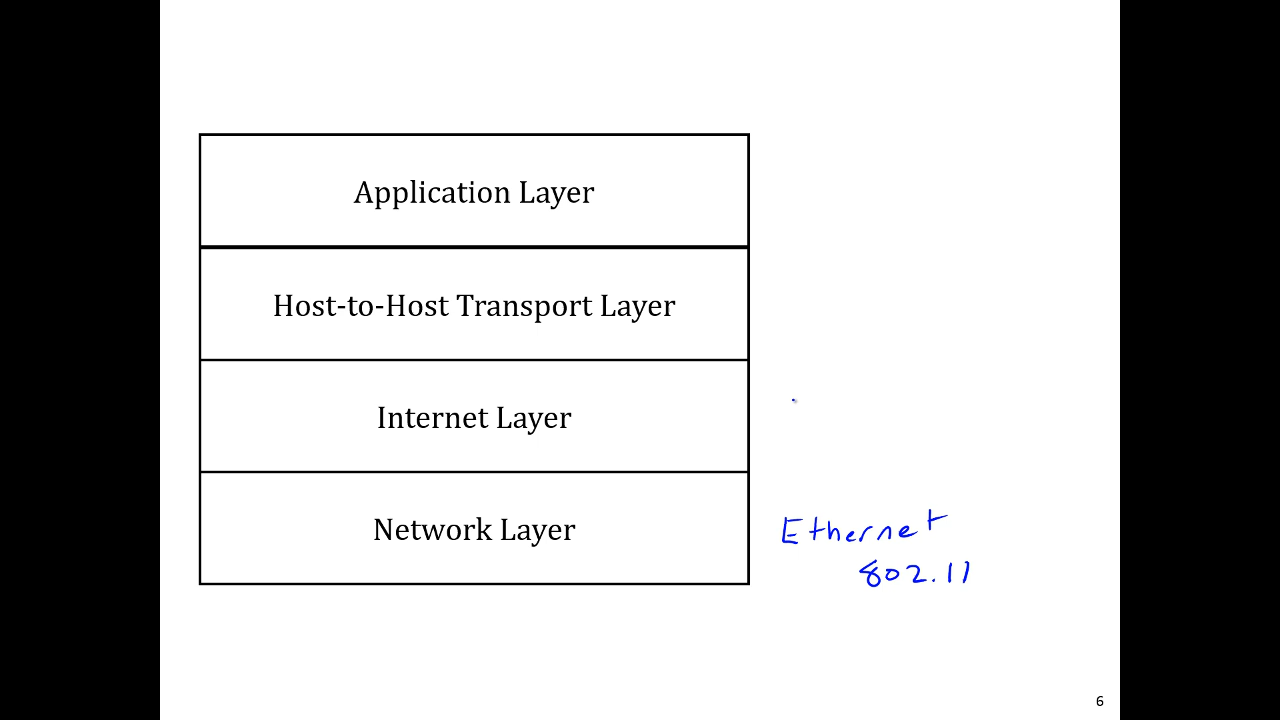 Application Layer
Host-to-Host Transport Layer
Internet Layer
Network Layer
Ethernet
802.11
6